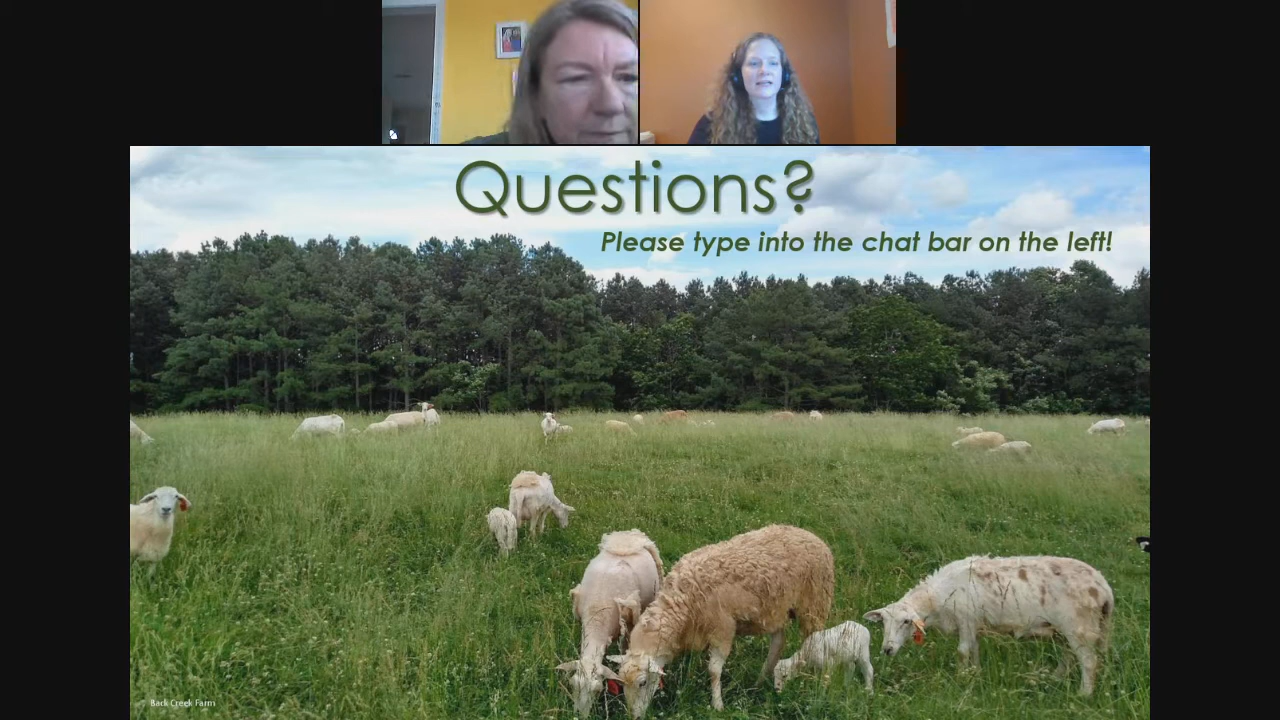 Questions?
Please type into the chat bar on the left!
Back Creek Farm